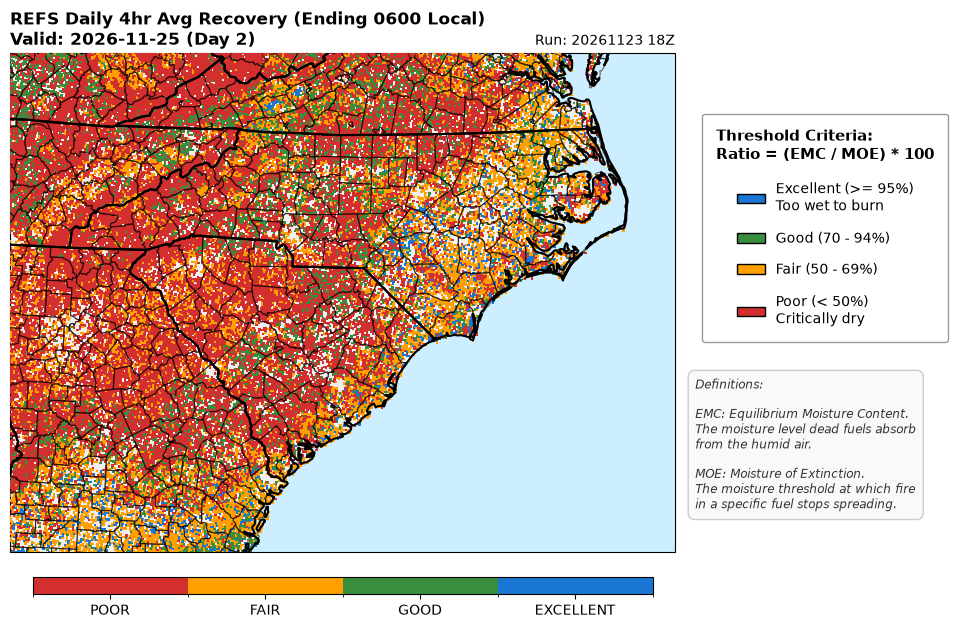 REFS Daily 4hr Avg Recovery (Ending 0600 Local)
Valid: 2026-11-25 (Day 2)
Run: 20261123 18Z
Threshold Criteria:
Ratio = (EMC / MOE) * 100
Excellent (>= 95%)
Too wet to burn
Good (70 - 94%)
Fair (50 - 69%)
Poor (< 50%)
Critically dry
Definitions:
EMC: Equilibrium Moisture Content.
The moisture level dead fuels absorb
from the humid air.
MOE: Moisture of Extinction.
The moisture threshold at which fire
in a specific fuel stops spreading.
POOR FAIR GOOD EXCELLENT